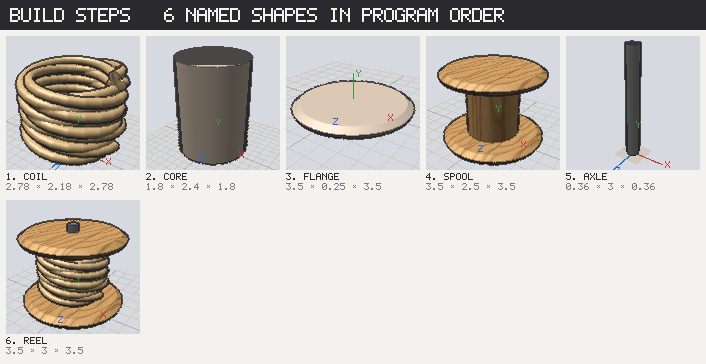 BUILD STEPS 6 NAMED SHAPES IN PROGRAM ORDER
1. COIL
2.78 × 2.18 × 2.78
2. CORE
1.8 × 2.4 × 1.8
3. FLANGE
3.5 × 0.25 × 3.5
4. SPOOL
3.5 × 2.5 × 3.5
5. AXLE
0.36 × 3 × 0.36
6. REEL
3.5 × 3 × 3.5
Y
X
Y
Y
Z
X
Y
Z
X
Y
X
Y
Z
X